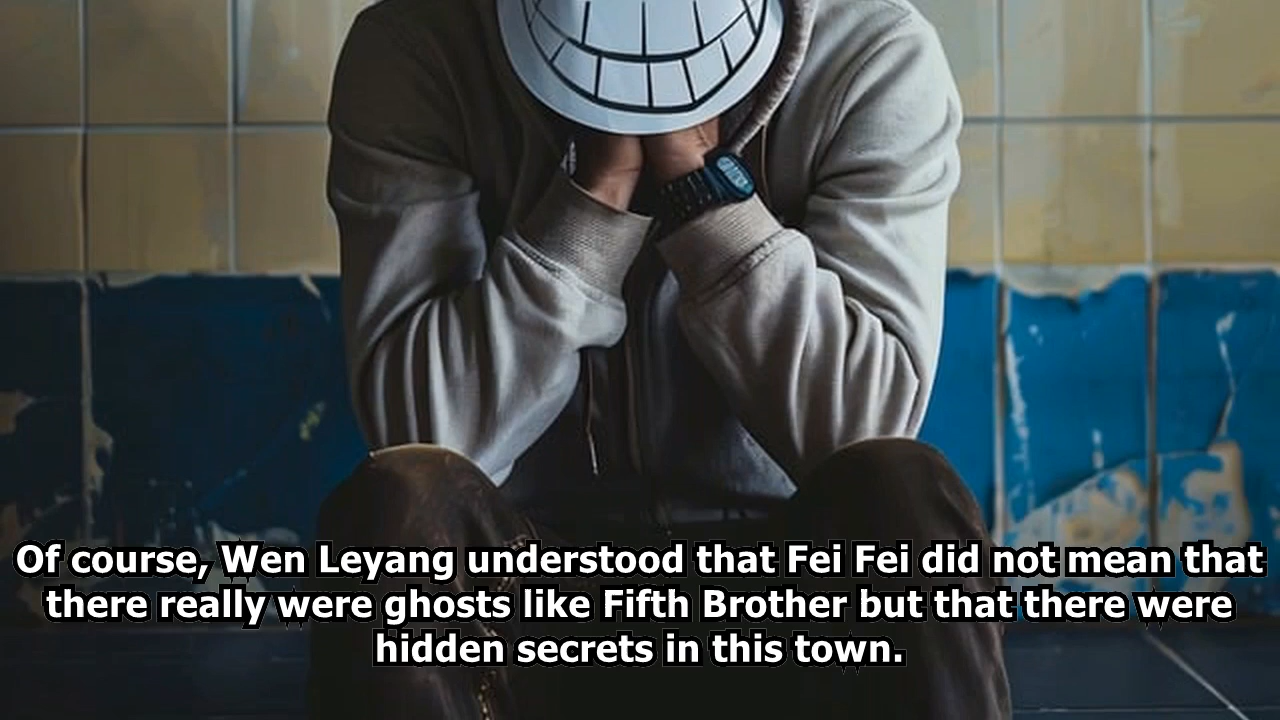 Of course, Wen Leyang understood that Fei Fei did not mean that
there really were ghosts like Fifth Brother but that there were
hidden secrets in this town.